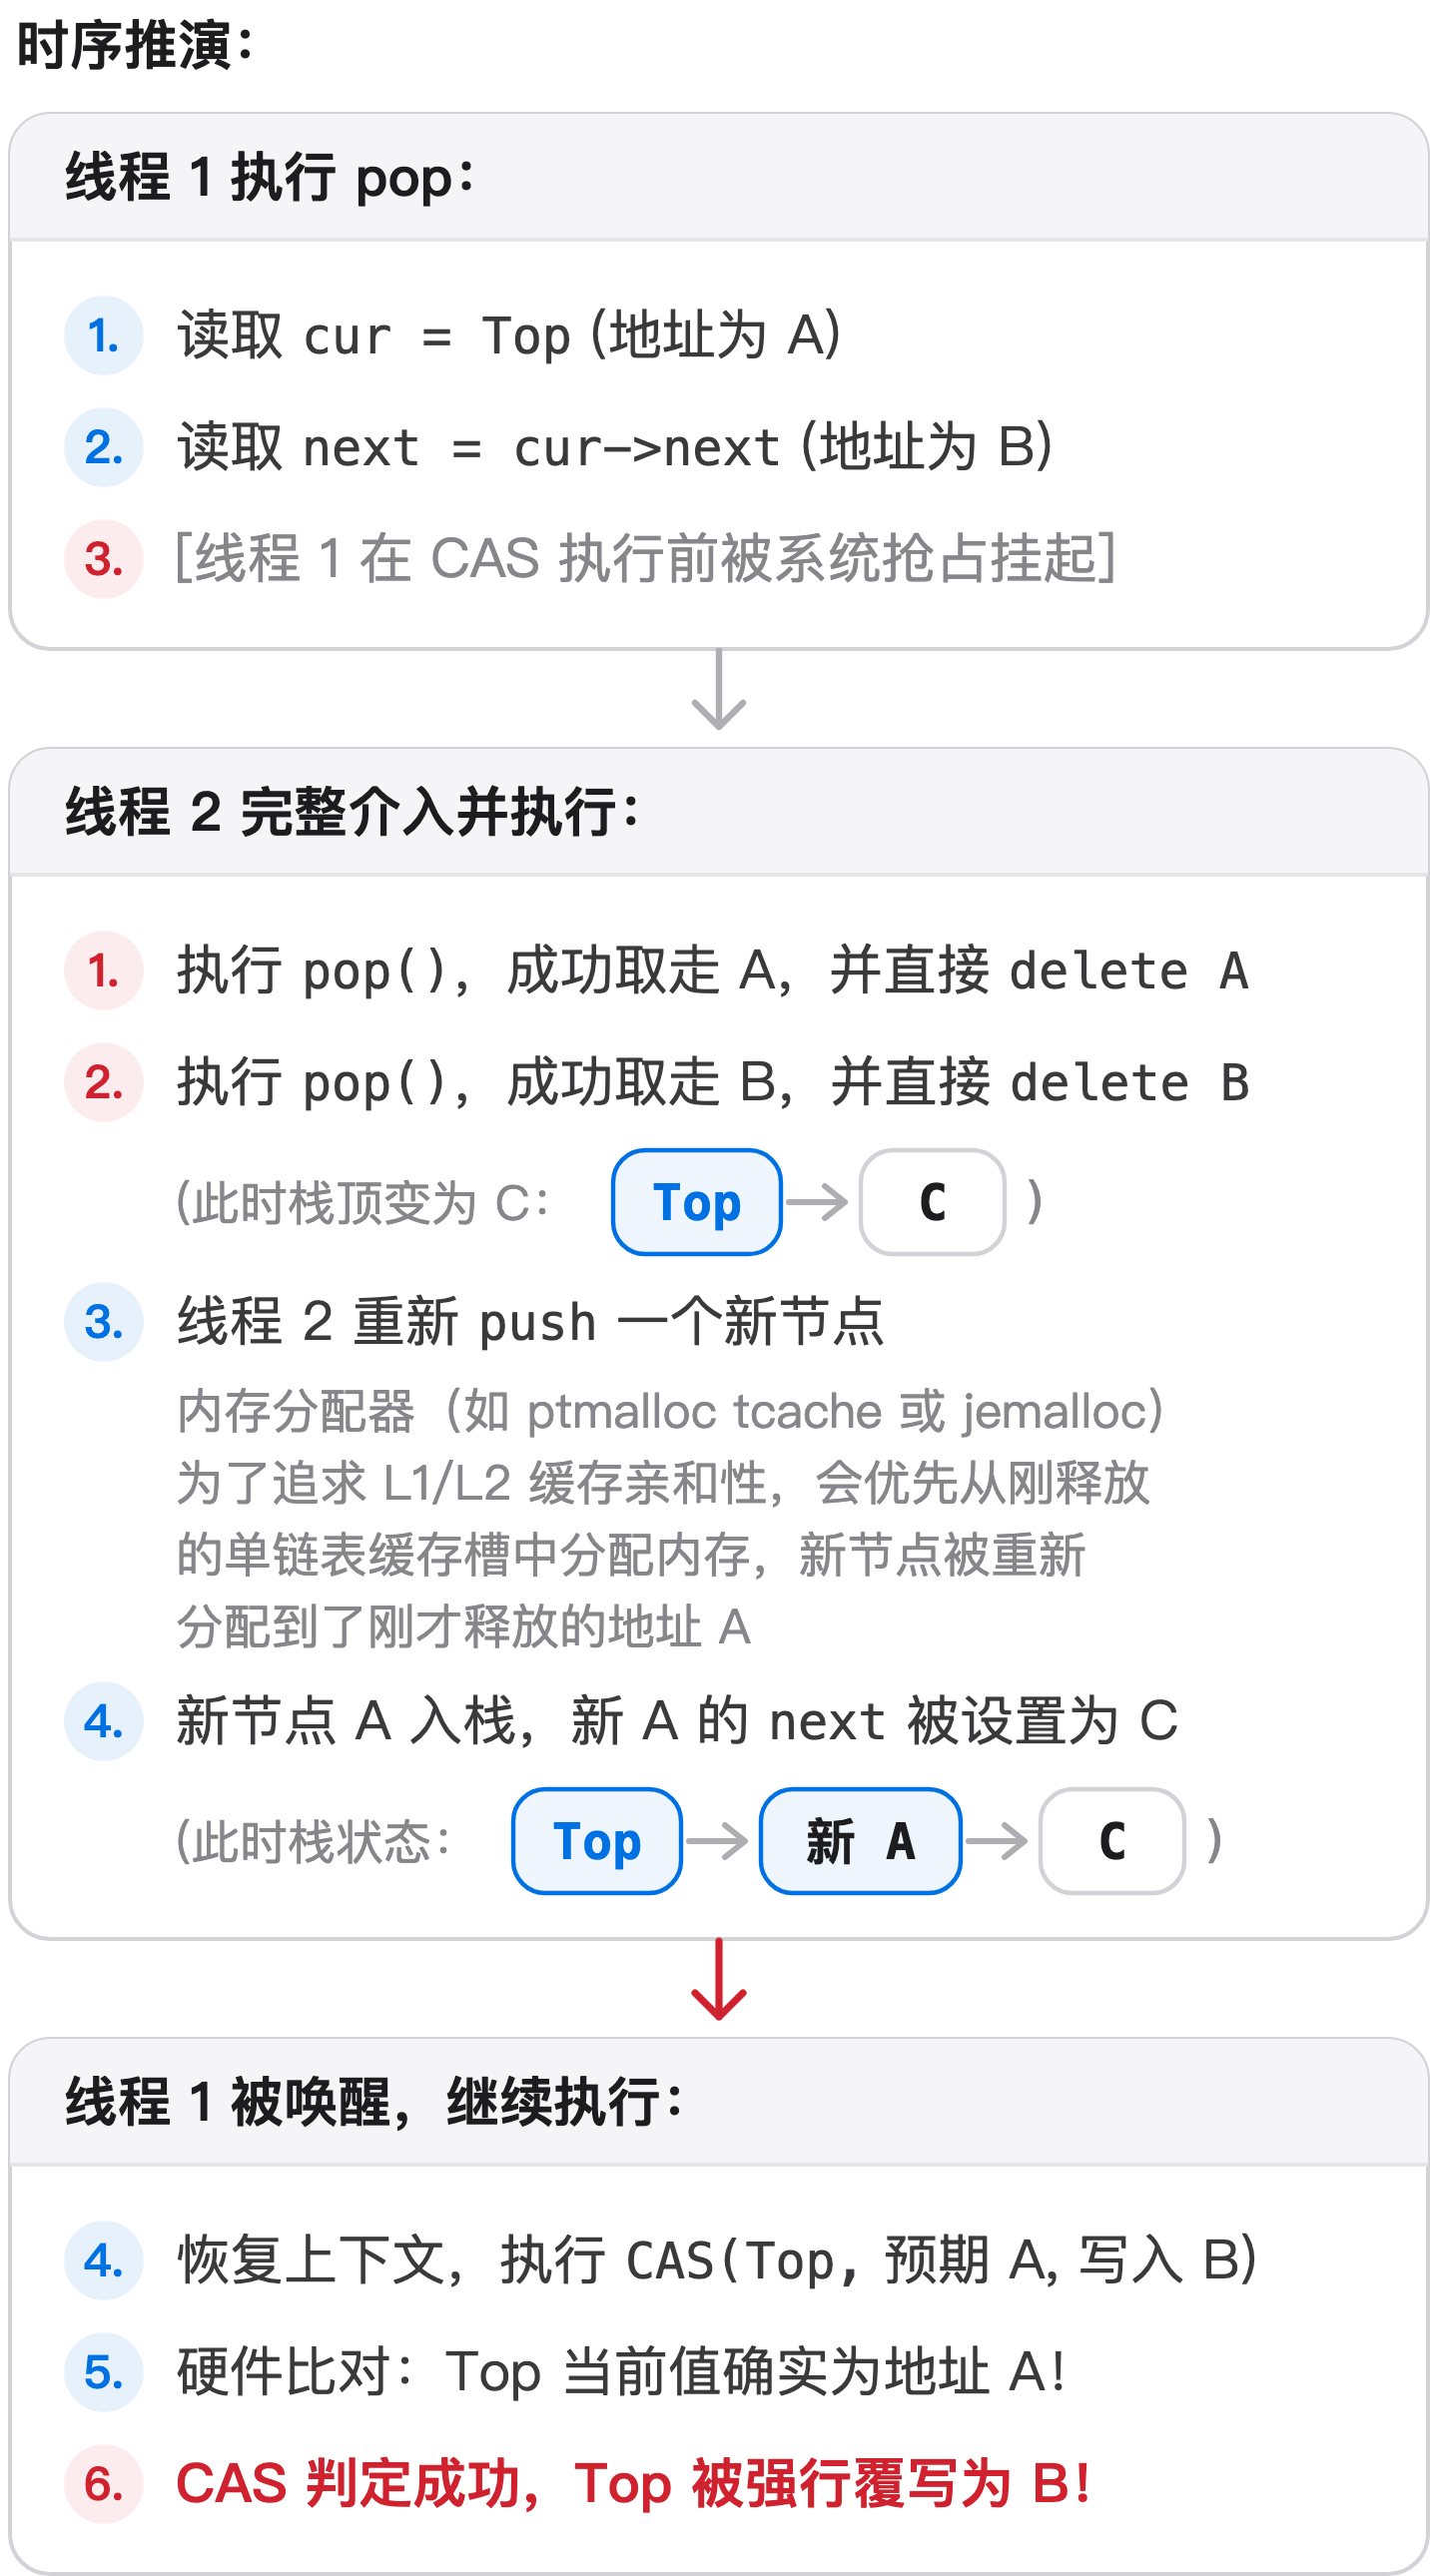 时序推演：
线程 1 执行 pop：
1. 读取 cur = Top (地址为 A)
2. 读取 next = cur->next (地址为 B)
3. [线程 1 在 CAS 执行前被系统抢占挂起]
线程 2 完整介入并执行：
1. 执行 pop()，成功取走 A，并直接 delete A
2. 执行 pop()，成功取走 B，并直接 delete B
(此时栈顶变为 C： Top → C )
3. 线程 2 重新 push 一个新节点
内存分配器（如 ptmalloc tcache 或 jemalloc）
为了追求 L1/L2 缓存亲和性，会优先从刚释放
的单链表缓存槽中分配内存，新节点被重新
分配到了刚才释放的地址 A
4. 新节点 A 入栈，新 A 的 next 被设置为 C
(此时栈状态： Top → 新 A → C )
线程 1 被唤醒，继续执行：
4. 恢复上下文，执行 CAS(Top, 预期 A, 写入 B)
5. 硬件比对：Top 当前值确实为地址 A！
6. CAS 判定成功，Top 被强行覆写为 B！